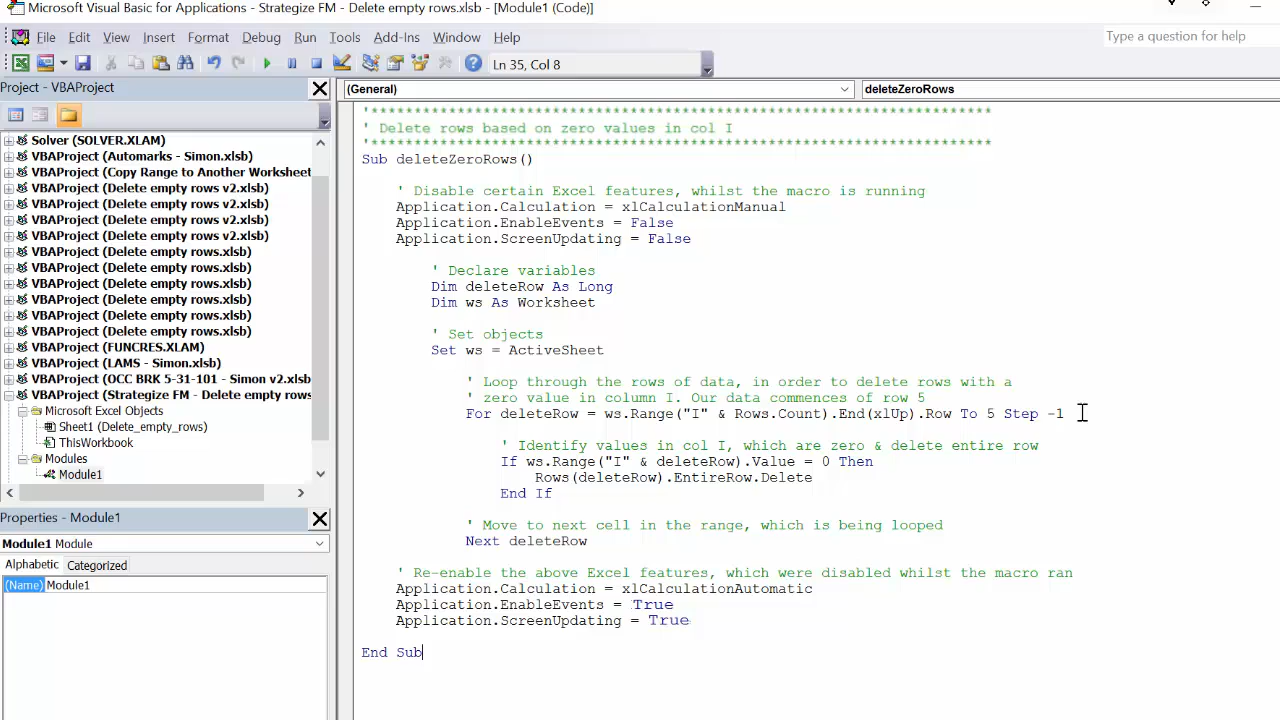 Microsoft Visual Basic for Applications - Strategize FM - Delete empty rows.xlsb - [Module1 (Code)]
File Edit View Insert Format Debug Run Tools Add-Ins Window Help
Type a question for help
Ln 35, Col 8
Project - VBAProject
(General)
deleteZeroRows
Solver (SOLVER.XLAM)
VBAProject (Automarks - Simon.xlsb)
VBAProject (Copy Range to Another Worksheet
VBAProject (Delete empty rows v2.xlsb)
VBAProject (Delete empty rows v2.xlsb)
VBAProject (Delete empty rows v2.xlsb)
VBAProject (Delete empty rows v2.xlsb)
VBAProject (Delete empty rows.xlsb)
VBAProject (Delete empty rows.xlsb)
VBAProject (Delete empty rows.xlsb)
VBAProject (Delete empty rows.xlsb)
VBAProject (Delete empty rows.xlsb)
VBAProject (Delete empty rows.xlsb)
VBAProject (FUNCRES.XLAM)
VBAProject (LAMS - Simon.xlsb)
VBAProject (OCC BRK 5-31-101 - Simon v2.xlsb
VBAProject (Strategize FM - Delete empty rows
Microsoft Excel Objects
Sheet1 (Delete_empty_rows)
ThisWorkbook
Modules
Module1
Properties - Module1
Module1 Module
Alphabetic Categorized
(Name) Module1
'*************************************************************************
' Delete rows based on zero values in col I
'*************************************************************************
Sub deleteZeroRows()
' Disable certain Excel features, whilst the macro is running
Application.Calculation = xlCalculationManual
Application.EnableEvents = False
Application.ScreenUpdating = False
' Declare variables
Dim deleteRow As Long
Dim ws As Worksheet
' Set objects
Set ws = ActiveSheet
' Loop through the rows of data, in order to delete rows with a
' zero value in column I. Our data commences of row 5
For deleteRow = ws.Range("I" & Rows.Count).End(xlUp).Row To 5 Step -1
' Identify values in col I, which are zero & delete entire row
If ws.Range("I" & deleteRow).Value = 0 Then
Rows(deleteRow).EntireRow.Delete
End If
' Move to next cell in the range, which is being looped
Next deleteRow
' Re-enable the above Excel features, which were disabled whilst the macro ran
Application.Calculation = xlCalculationAutomatic
Application.EnableEvents = True
Application.ScreenUpdating = True
End Sub